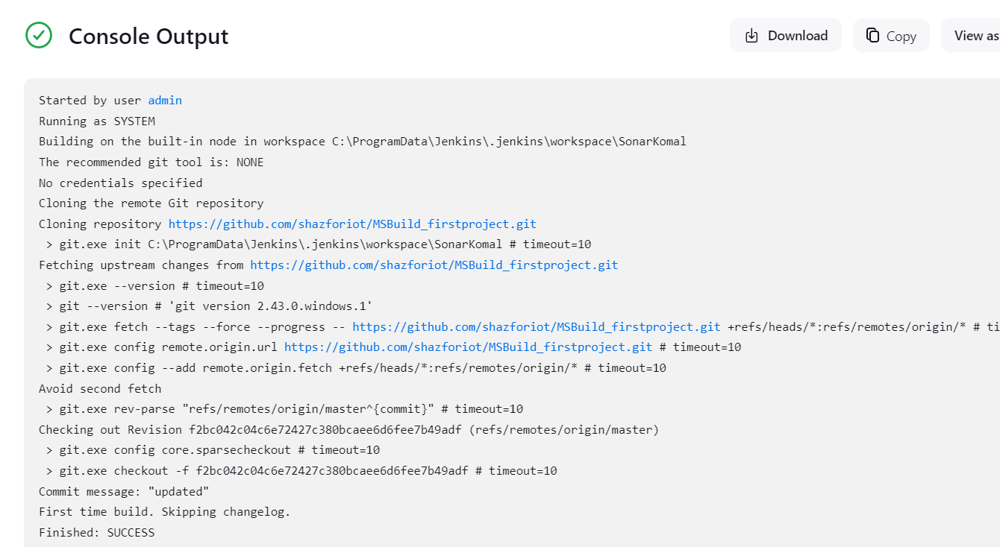 Console Output
Download
Copy
View as
Started by user admin
Running as SYSTEM
Building on the built-in node in workspace C:\ProgramData\Jenkins\.jenkins\workspace\SonarKomal
The recommended git tool is: NONE
No credentials specified
Cloning the remote Git repository
Cloning repository https://github.com/shazforiot/MSBuild_firstproject.git
 > git.exe init C:\ProgramData\Jenkins\.jenkins\workspace\SonarKomal # timeout=10
Fetching upstream changes from https://github.com/shazforiot/MSBuild_firstproject.git
 > git.exe --version # timeout=10
 > git --version # 'git version 2.43.0.windows.1'
 > git.exe fetch --tags --force --progress -- https://github.com/shazforiot/MSBuild_firstproject.git +refs/heads/*:refs/remotes/origin/* # ti
 > git.exe config remote.origin.url https://github.com/shazforiot/MSBuild_firstproject.git # timeout=10
 > git.exe config --add remote.origin.fetch +refs/heads/*:refs/remotes/origin/* # timeout=10
Avoid second fetch
 > git.exe rev-parse "refs/remotes/origin/master^{commit}" # timeout=10
Checking out Revision f2bc042c04c6e72427c380bcaee6d6fee7b49adf (refs/remotes/origin/master)
 > git.exe config core.sparsecheckout # timeout=10
 > git.exe checkout -f f2bc042c04c6e72427c380bcaee6d6fee7b49adf # timeout=10
Commit message: "updated"
First time build. Skipping changelog.
Finished: SUCCESS